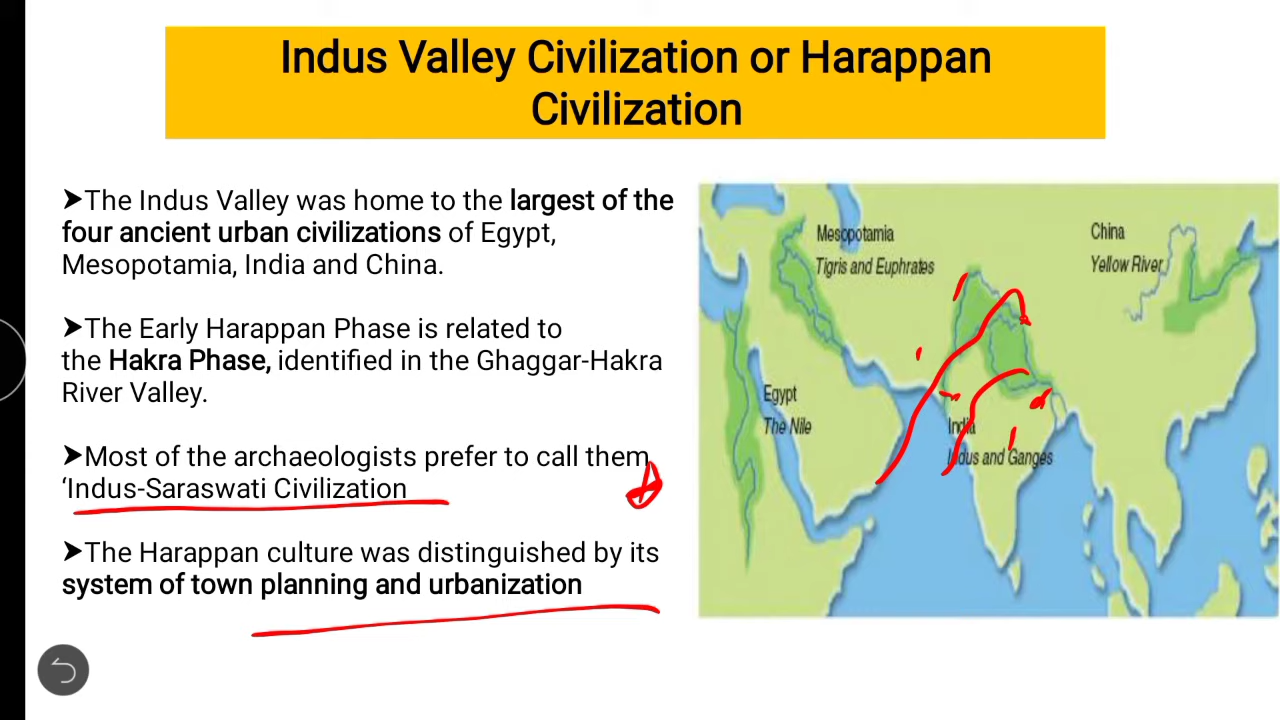 Indus Valley Civilization or Harappan
Civilization
➤The Indus Valley was home to the largest of the
four ancient urban civilizations of Egypt,
Mesopotamia, India and China.
➤The Early Harappan Phase is related to
the Hakra Phase, identified in the Ghaggar-Hakra
River Valley.
➤Most of the archaeologists prefer to call them
‘Indus-Saraswati Civilization
➤The Harappan culture was distinguished by its
system of town planning and urbanization
Mesopotamia
Tigris and Euphrates
China
Yellow River
Egypt
The Nile
India
Indus and Ganges